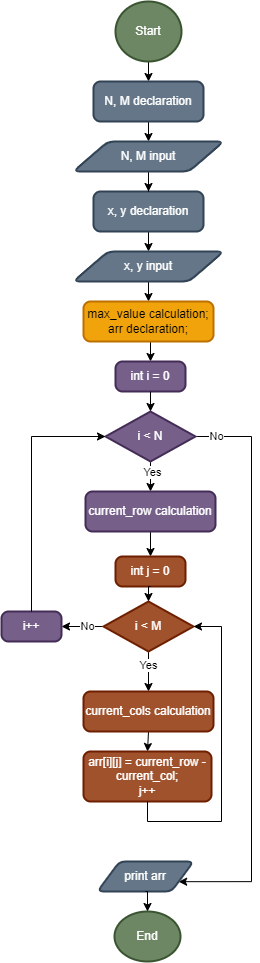 Start
N, M declaration
N, M input
x, y declaration
x, y input
max_value calculation;
arr declaration;
int i = 0
i < N
No
Yes
current_row calculation
int j = 0
i++
No
i < M
Yes
current_cols calculation
arr[i][j] = current_row -
current_col;
j++
print arr
End